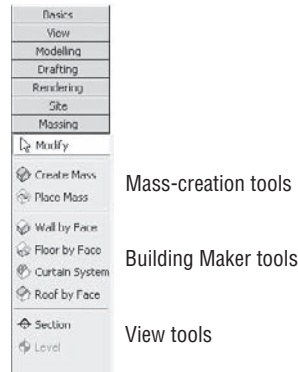 Basics
View
Modelling
Drafting
Rendering
Site
Massing
Modify
Create Mass
Place Mass
Mass-creation tools
Wall by Face
Floor by Face
Curtain System
Roof by Face
Building Maker tools
Section
Level
View tools